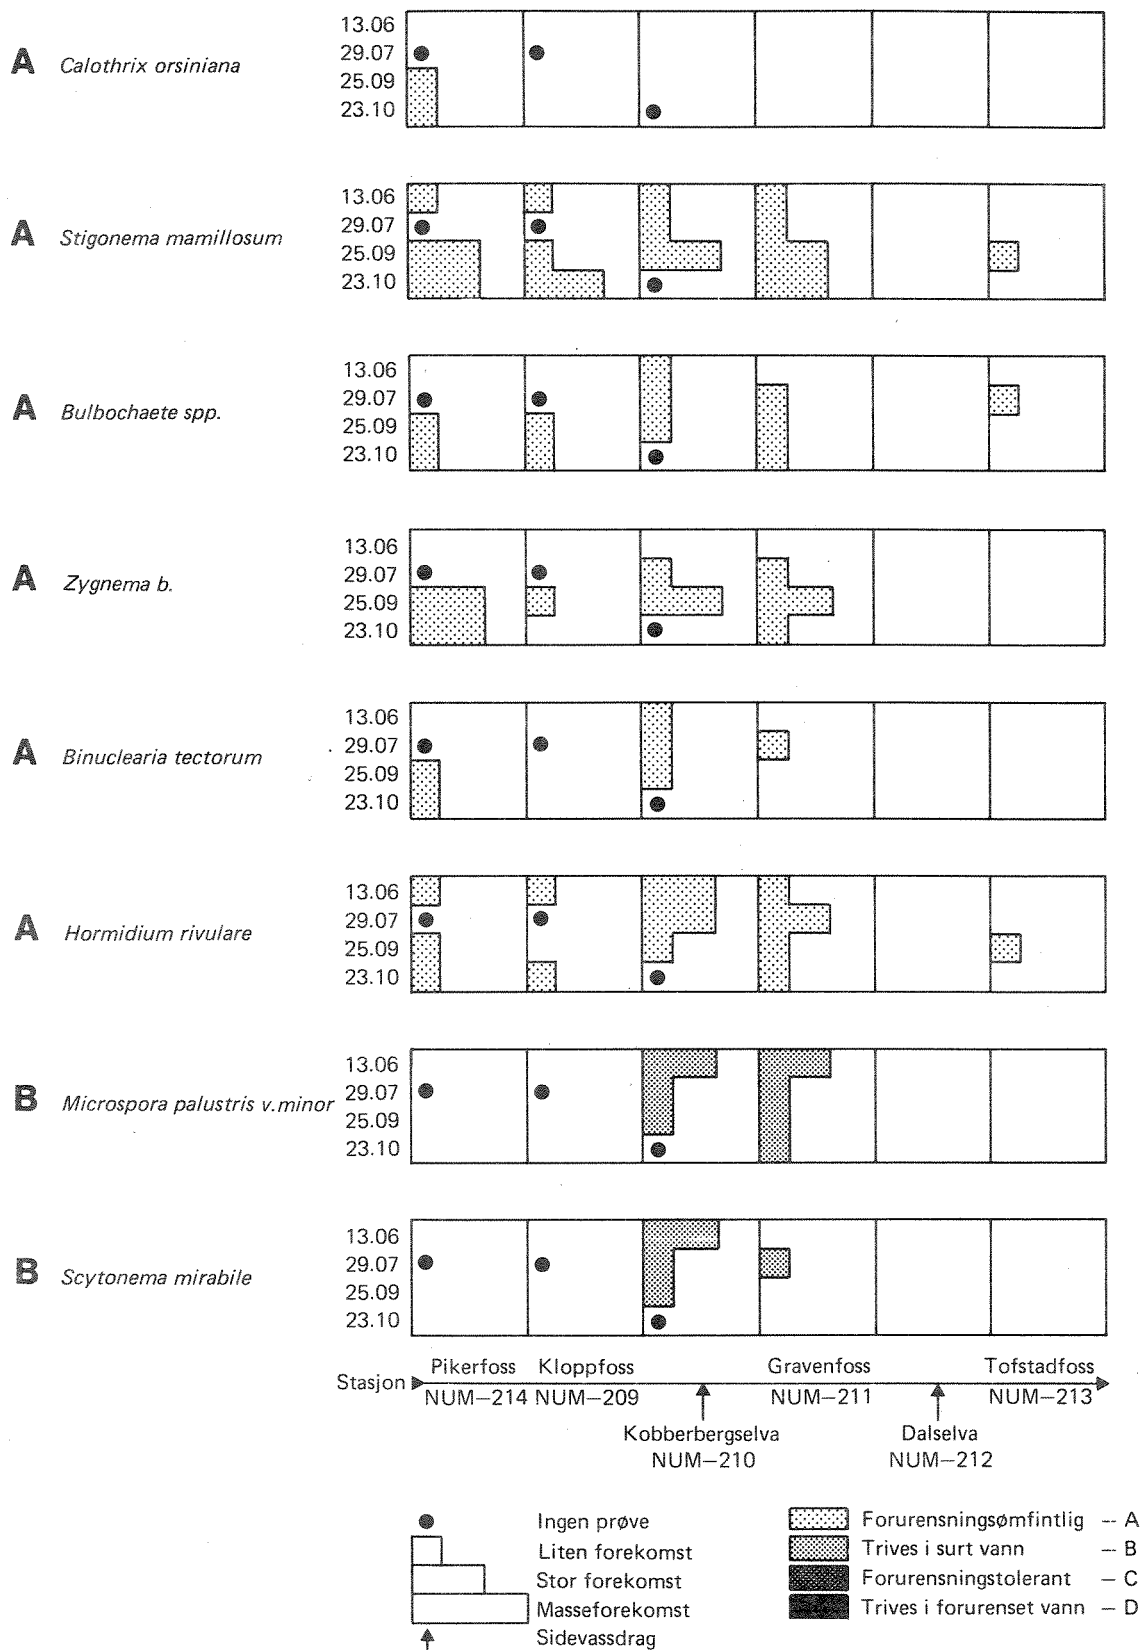 13.06
29.07
A Calothrix orsiniana
25.09
23.10
13.06
29.07
A Stigonema mamillosum
25.09
23.10
13.06
29.07
A Bulbochaete spp.
25.09
23.10
13.06
29.07
A Zygnema b.
25.09
23.10
13.06
29.07
A Binuclearia tectorum
25.09
23.10
13.06
29.07
A Hormidium rivulare
25.09
23.10
13.06
29.07
B Microspora palustris v.minor
25.09
23.10
13.06
29.07
B Scytonema mirabile
25.09
23.10
Pikerfoss Kloppfoss Gravenfoss Tofstadfoss
Stasjon
NUM–214 NUM–209 NUM–211 NUM–213
Kobberbergselva Dalselva
NUM–210 NUM–212
Ingen prøve Forurensningsømfintlig -- A
Liten forekomst Trives i surt vann – B
Stor forekomst Forurensningstolerant – C
Masseforekomst Trives i forurenset vann – D
Sidevassdrag